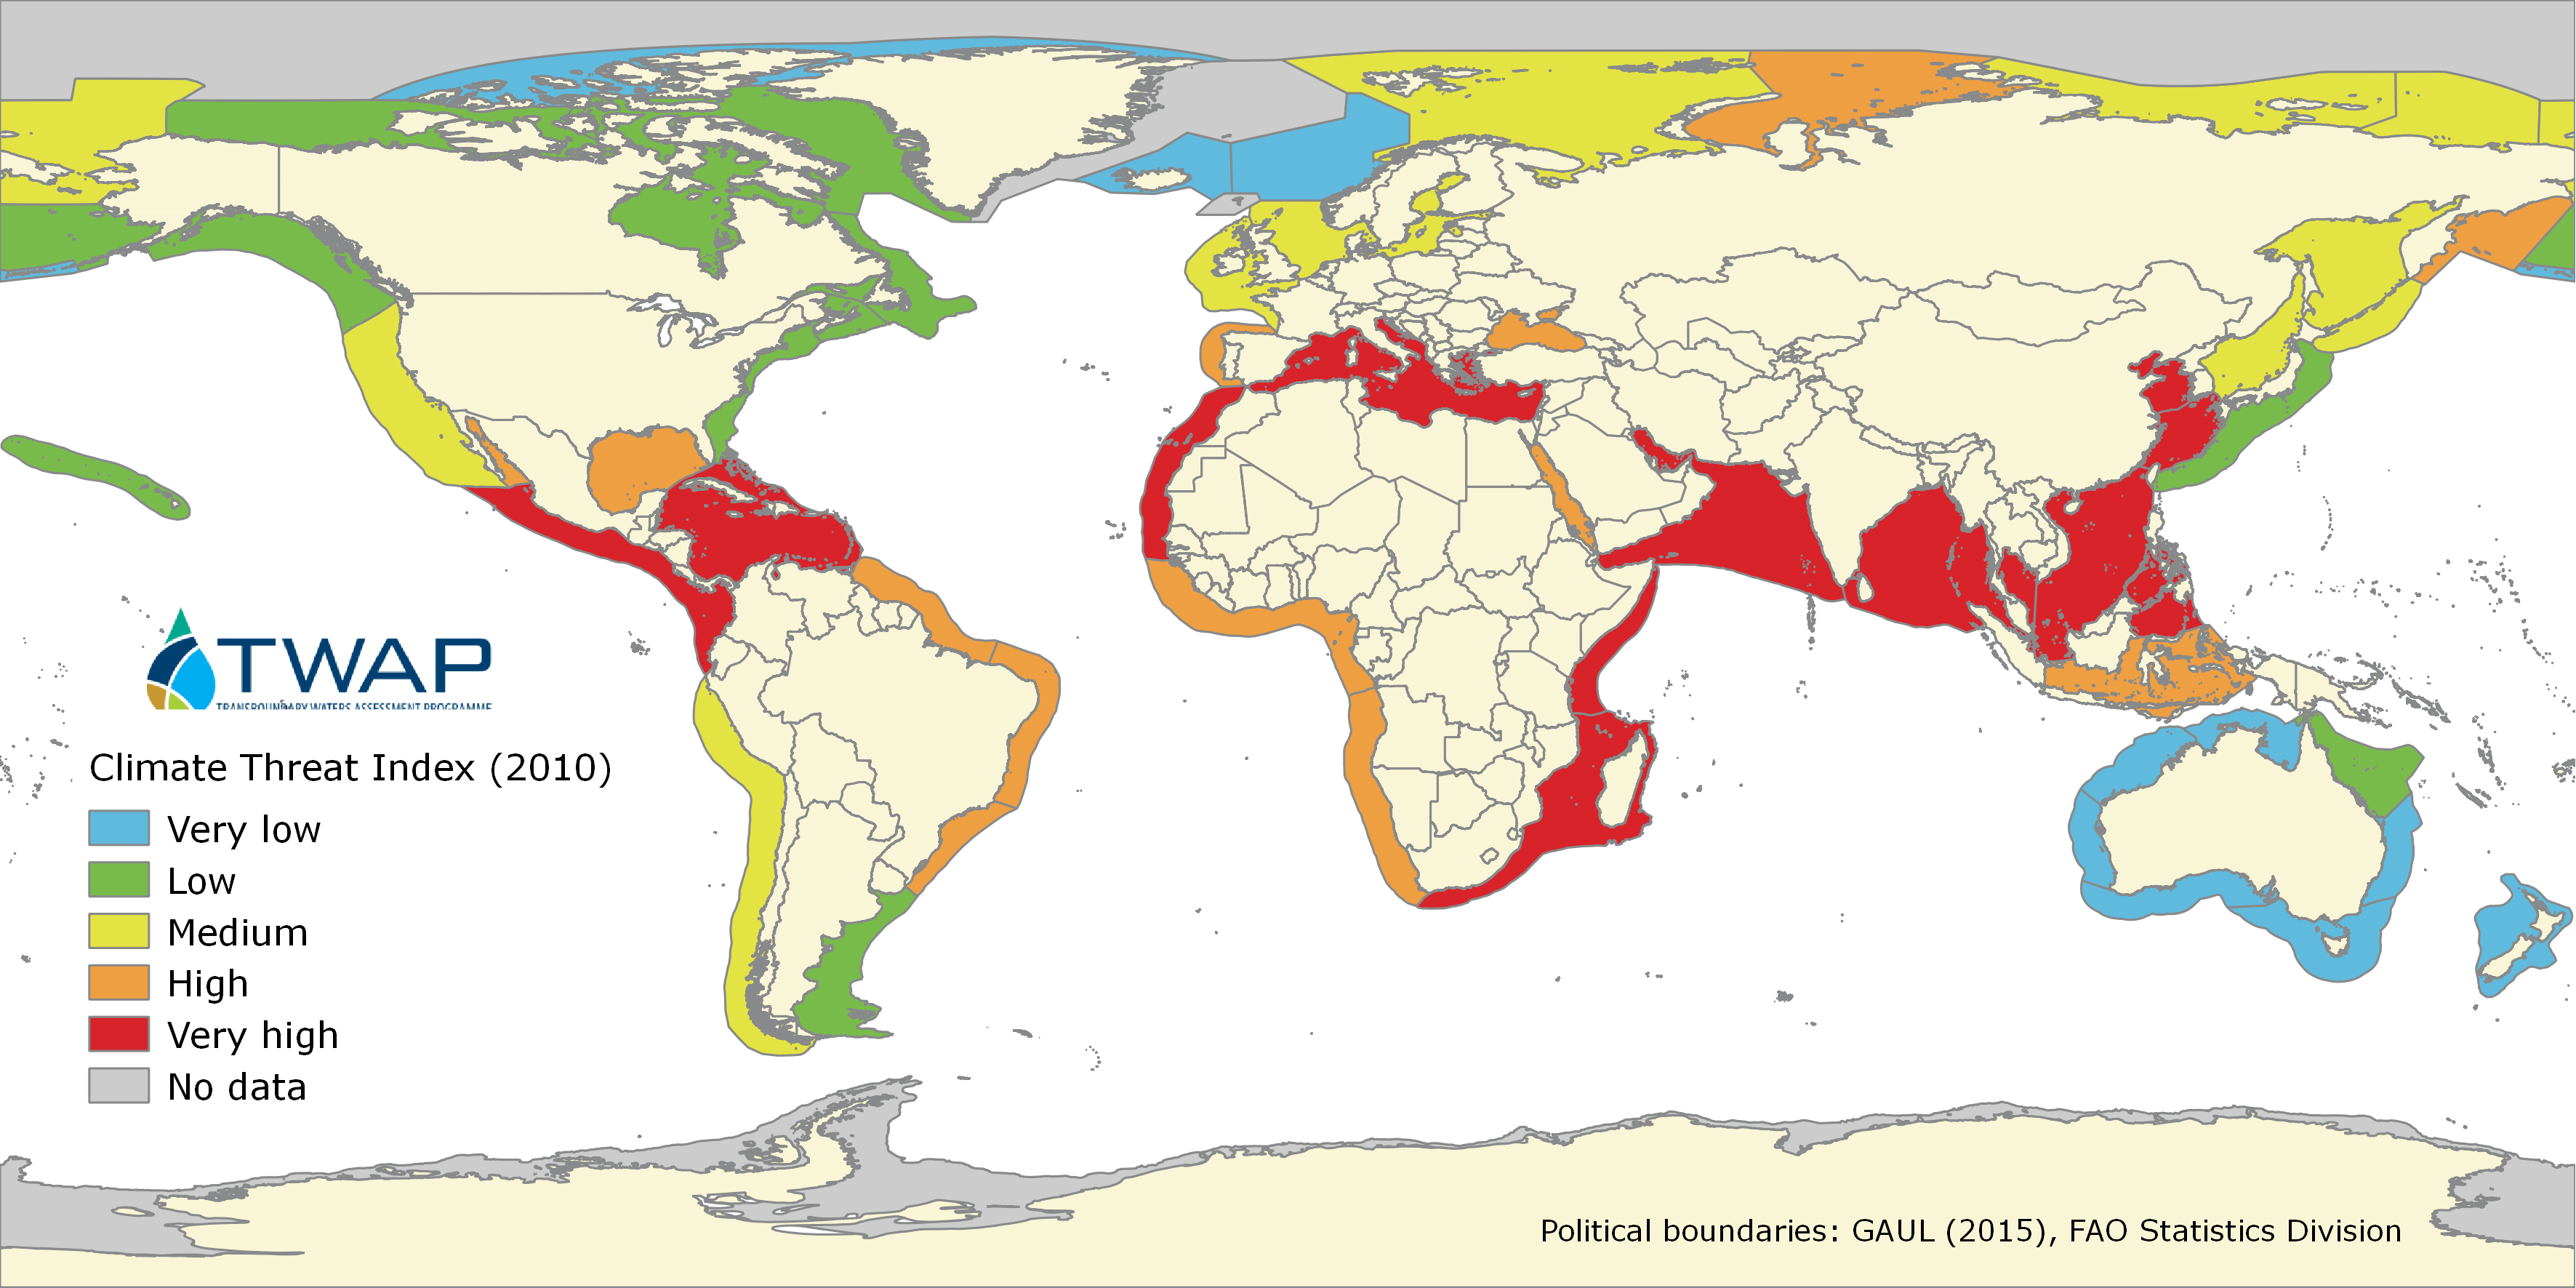 TWAP
TRANSBOUNDARY WATERS ASSESSMENT PROGRAMME
Climate Threat Index (2010)
Very low
Low
Medium
High
Very high
No data
Political boundaries: GAUL (2015), FAO Statistics Division